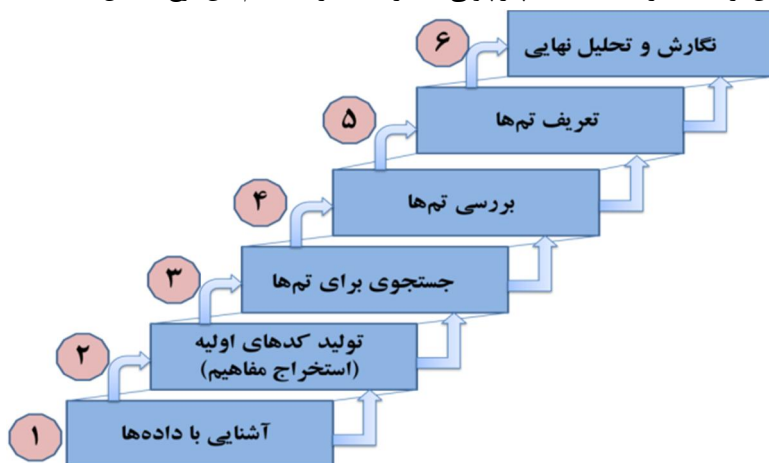 ۶
نگارش و تحلیل نهایی
۵
تعریف تم‌ها
۴
بررسی تم‌ها
۳
جستجوی برای تم‌ها
۲
تولید کدهای اولیه
(استخراج مفاهیم)
۱
آشنایی با داده‌ها